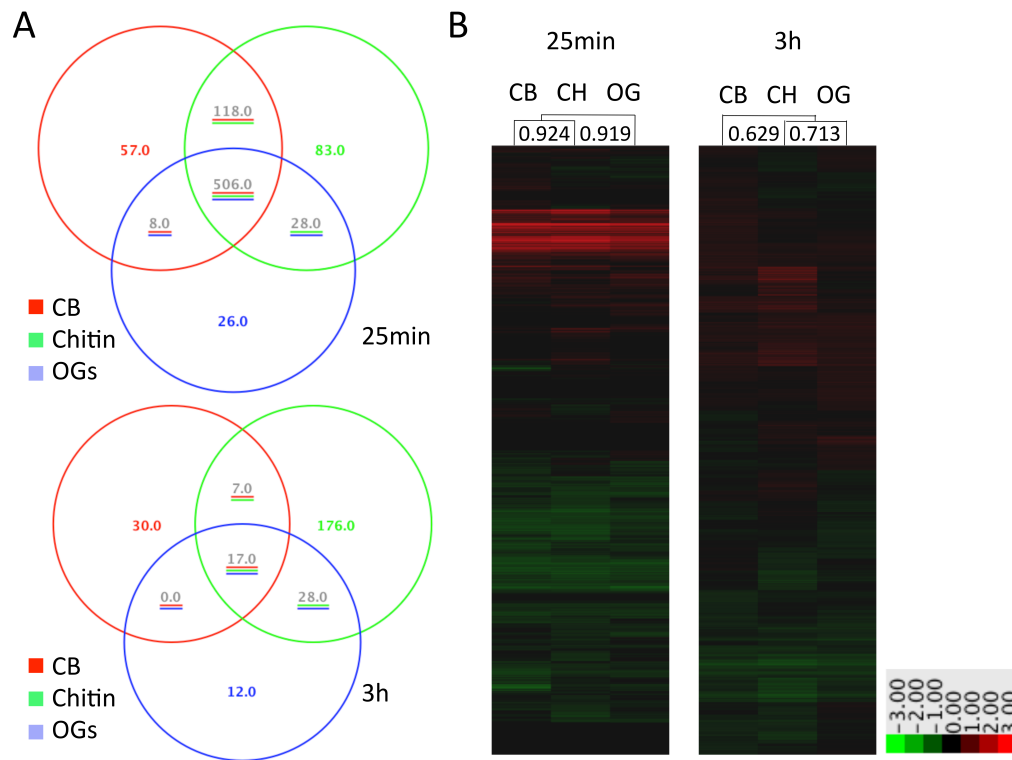 A
118.0
57.0
83.0
506.0
8.0
28.0
26.0
CB
Chitin
OGs
25min
7.0
30.0
176.0
17.0
0.0
28.0
12.0
CB
Chitin
OGs
3h
B
25min
3h
CB CH OG
CB CH OG
0.924 0.919
0.629 0.713
-3.00
-2.00
-1.00
0.00
1.00
2.00
3.00